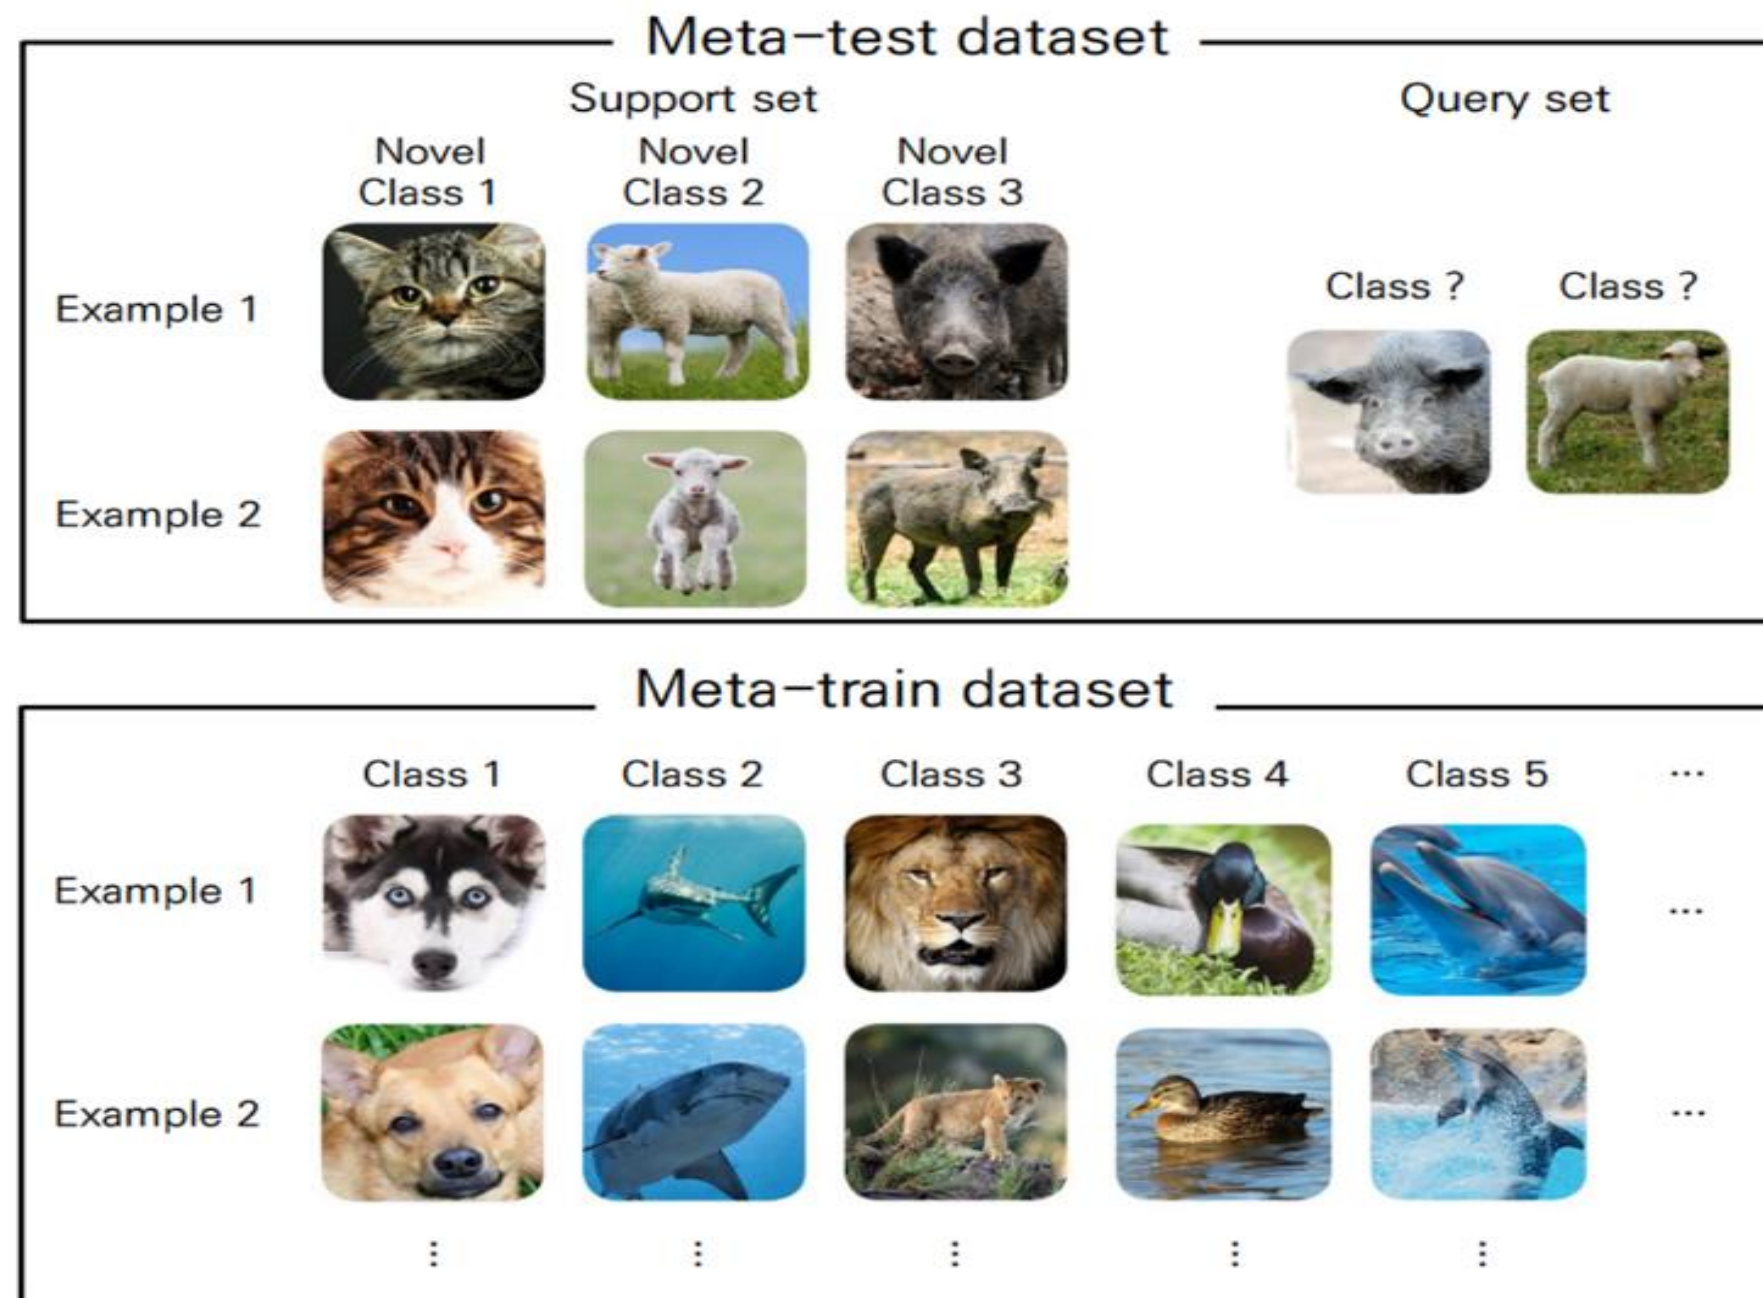 Meta-test dataset
Support set
Query set
Novel Class 1
Novel Class 2
Novel Class 3
Example 1
Class ?
Class ?
Example 2
Meta-train dataset
Class 1
Class 2
Class 3
Class 4
Class 5
...
Example 1
...
Example 2
...